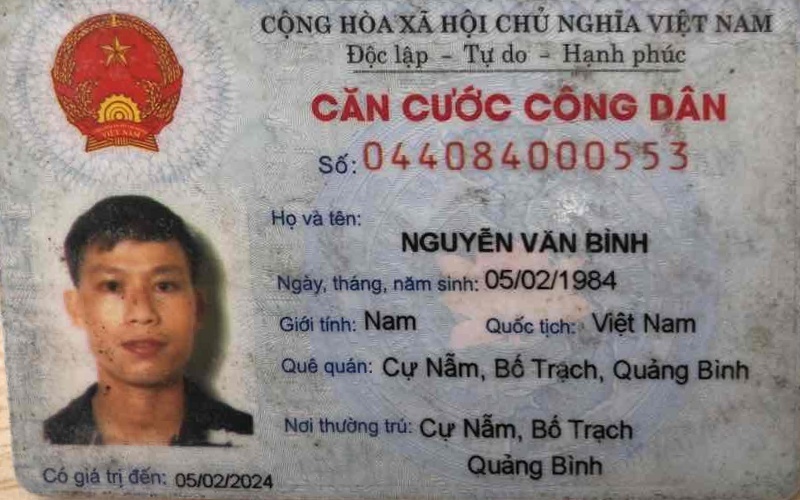 CỘNG HÒA XÃ HỘI CHỦ NGHĨA VIỆT NAM
Độc lập - Tự do - Hạnh phúc
CĂN CƯỚC CÔNG DÂN
Số: 044084000553
Họ và tên:
NGUYỄN VĂN BÌNH
Ngày, tháng, năm sinh: 05/02/1984
Giới tính: Nam Quốc tịch: Việt Nam
Quê quán: Cự Nẫm, Bố Trạch, Quảng Bình
Nơi thường trú: Cự Nẫm, Bố Trạch
Quảng Bình
Có giá trị đến: 05/02/2024